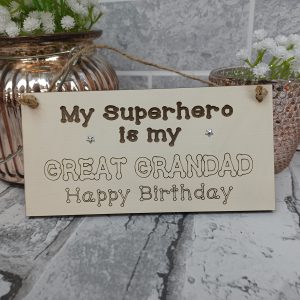 My Superhero
is my
GREAT GRANDAD
Happy Birthday